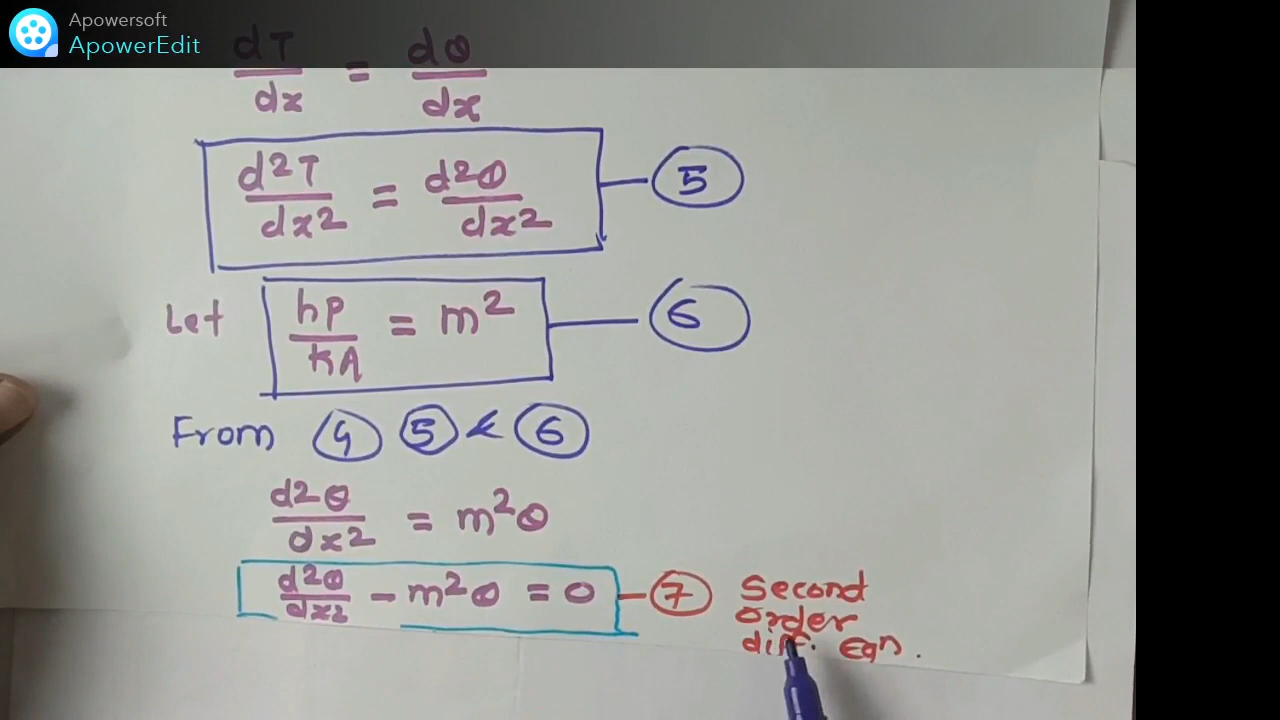 Apowersoft
ApowerEdit
dT/dx = dθ/dx
d2T/dx2 = d2θ/dx2 5
Let hp/KA = m² 6
From 4 5 & 6
d2θ/dx2 = m²θ
d2θ/dx2 - m²θ = 0 7 Second
order
diff. Eqn.